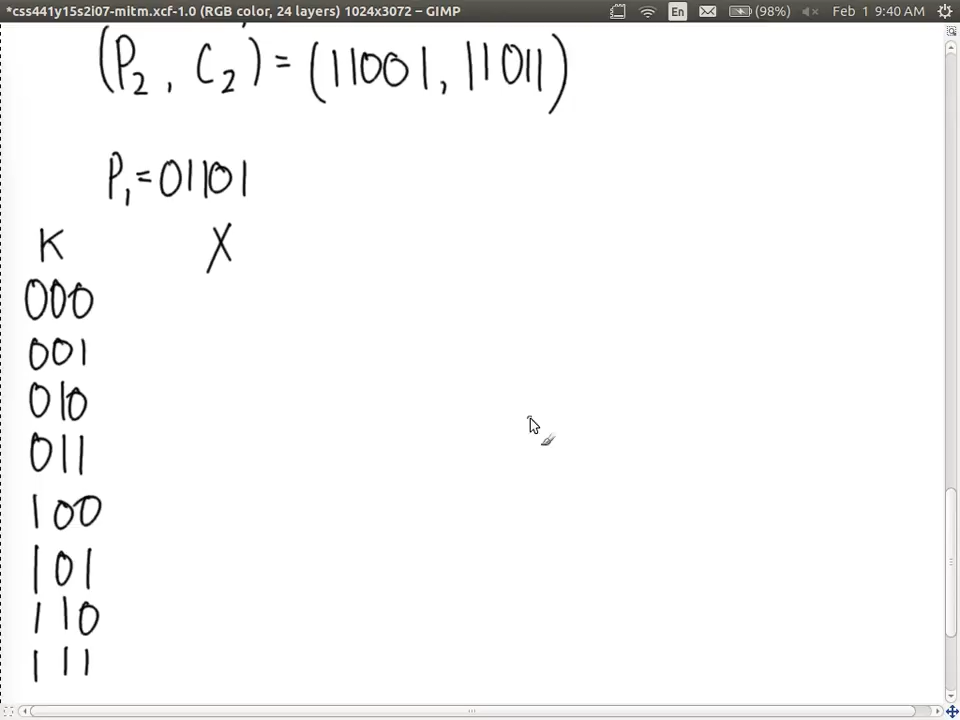 *css441y15s2i07-mitm.xcf-1.0 (RGB color, 24 layers) 1024x3072 – GIMP En (98%) Feb 1 9:40 AM
(P2, C2) = (11001, 11011)
P1 = 01101
K X
000
001
010
011
100
101
110
111